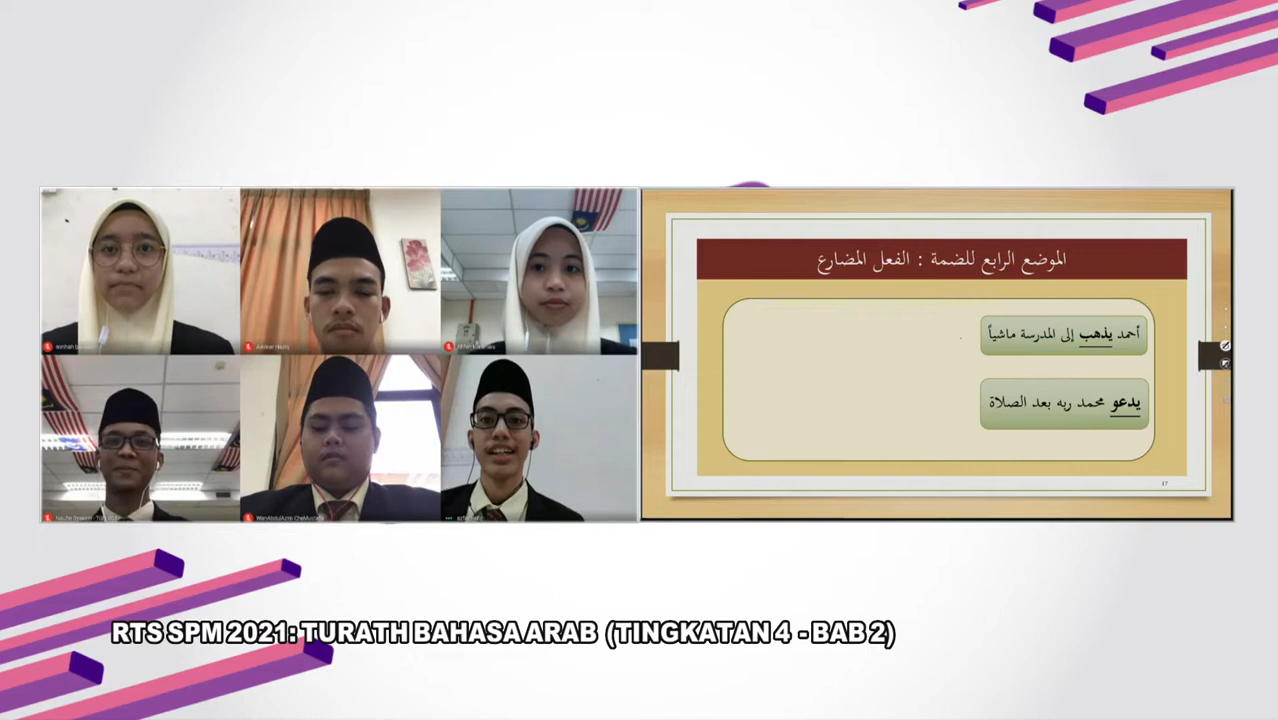 الموضع الرابع للضمة : الفعل المضارع
أحمد يذهب إلى المدرسة ماشياً
يدعو محمد ربه بعد الصلاة
17
RTS SPM 2021: TURATH BAHASA ARAB (TINGKATAN 4 - BAB 2)